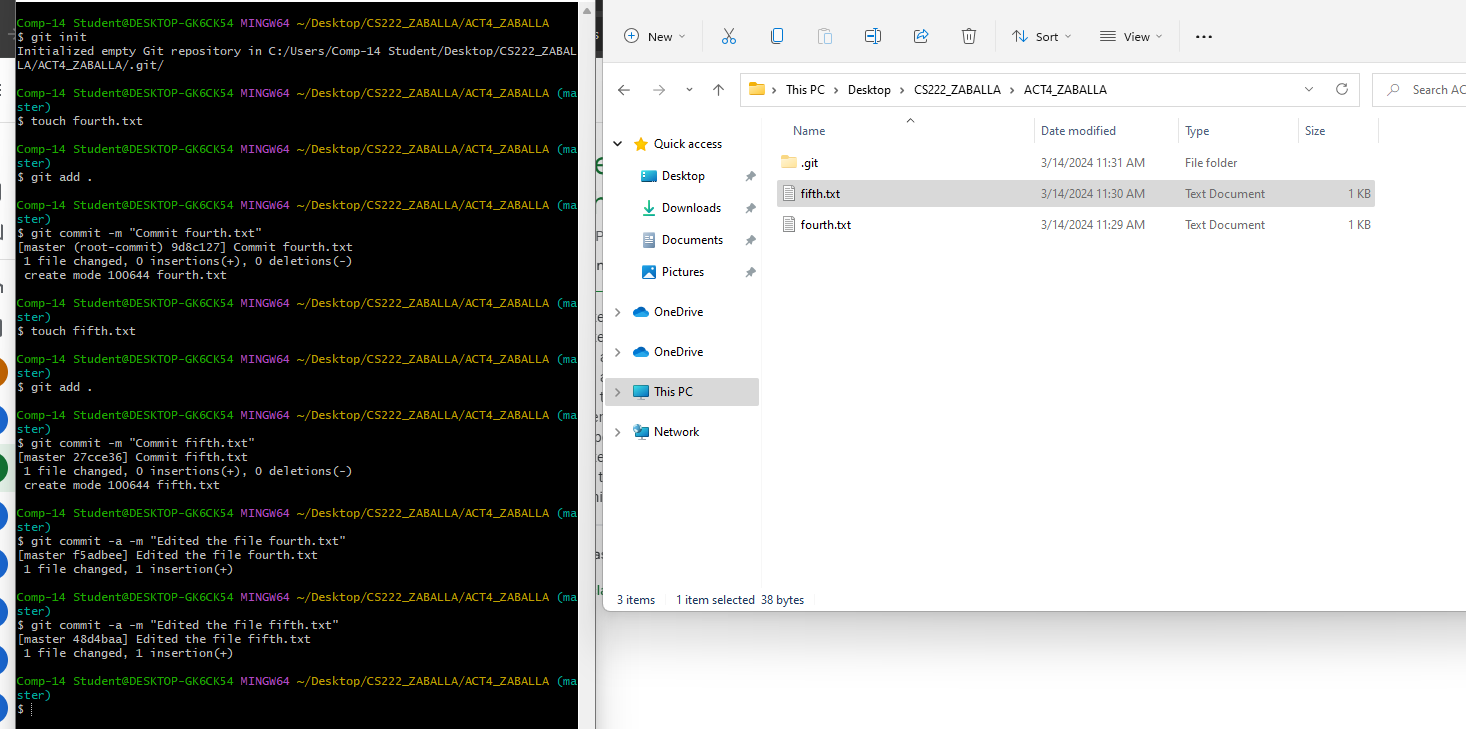 Comp-14 Student@DESKTOP-GK6CK54 MINGW64 ~/Desktop/CS222_ZABALLA/ACT4_ZABALLA
$ git init
Initialized empty Git repository in C:/Users/Comp-14 Student/Desktop/CS222_ZABAL
LA/ACT4_ZABALLA/.git/
Comp-14 Student@DESKTOP-GK6CK54 MINGW64 ~/Desktop/CS222_ZABALLA/ACT4_ZABALLA (ma
ster)
$ touch fourth.txt
Comp-14 Student@DESKTOP-GK6CK54 MINGW64 ~/Desktop/CS222_ZABALLA/ACT4_ZABALLA (ma
ster)
$ git add .
Comp-14 Student@DESKTOP-GK6CK54 MINGW64 ~/Desktop/CS222_ZABALLA/ACT4_ZABALLA (ma
ster)
$ git commit -m "Commit fourth.txt"
[master (root-commit) 9d8c127] Commit fourth.txt
 1 file changed, 0 insertions(+), 0 deletions(-)
 create mode 100644 fourth.txt
Comp-14 Student@DESKTOP-GK6CK54 MINGW64 ~/Desktop/CS222_ZABALLA/ACT4_ZABALLA (ma
ster)
$ touch fifth.txt
Comp-14 Student@DESKTOP-GK6CK54 MINGW64 ~/Desktop/CS222_ZABALLA/ACT4_ZABALLA (ma
ster)
$ git add .
Comp-14 Student@DESKTOP-GK6CK54 MINGW64 ~/Desktop/CS222_ZABALLA/ACT4_ZABALLA (ma
ster)
$ git commit -m "Commit fifth.txt"
[master 27cce36] Commit fifth.txt
 1 file changed, 0 insertions(+), 0 deletions(-)
 create mode 100644 fifth.txt
Comp-14 Student@DESKTOP-GK6CK54 MINGW64 ~/Desktop/CS222_ZABALLA/ACT4_ZABALLA (ma
ster)
$ git commit -a -m "Edited the file fourth.txt"
[master f5adbee] Edited the file fourth.txt
 1 file changed, 1 insertion(+)
Comp-14 Student@DESKTOP-GK6CK54 MINGW64 ~/Desktop/CS222_ZABALLA/ACT4_ZABALLA (ma
ster)
$ git commit -a -m "Edited the file fifth.txt"
[master 48d4baa] Edited the file fifth.txt
 1 file changed, 1 insertion(+)
Comp-14 Student@DESKTOP-GK6CK54 MINGW64 ~/Desktop/CS222_ZABALLA/ACT4_ZABALLA (ma
ster)
$
New Sort View
This PC Desktop CS222_ZABALLA ACT4_ZABALLA Search AC
Quick access
Desktop
Downloads
Documents
Pictures
OneDrive
OneDrive
This PC
Network
Name Date modified Type Size
.git 3/14/2024 11:31 AM File folder
fifth.txt 3/14/2024 11:30 AM Text Document 1 KB
fourth.txt 3/14/2024 11:29 AM Text Document 1 KB
3 items 1 item selected 38 bytes